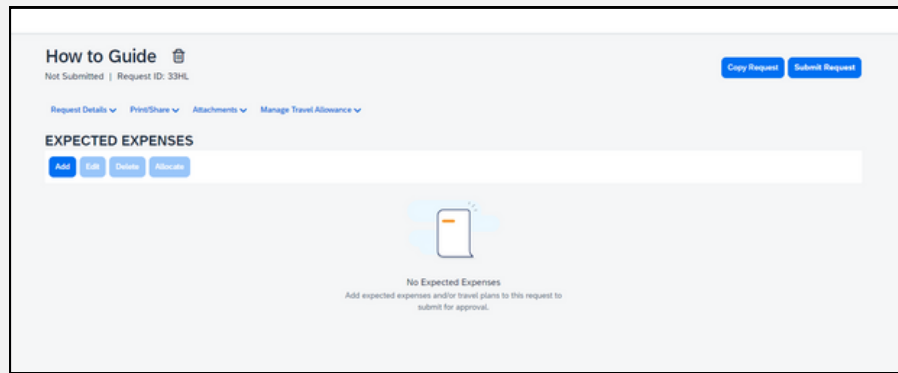 How to Guide
Not Submitted | Request ID: 33HL
Copy Request
Submit Request
Request Details
Print/Share
Attachments
Manage Travel Allowance
EXPECTED EXPENSES
Add
Edit
Delete
Allocate
No Expected Expenses
Add expected expenses and/or travel plans to this request to
submit for approval.